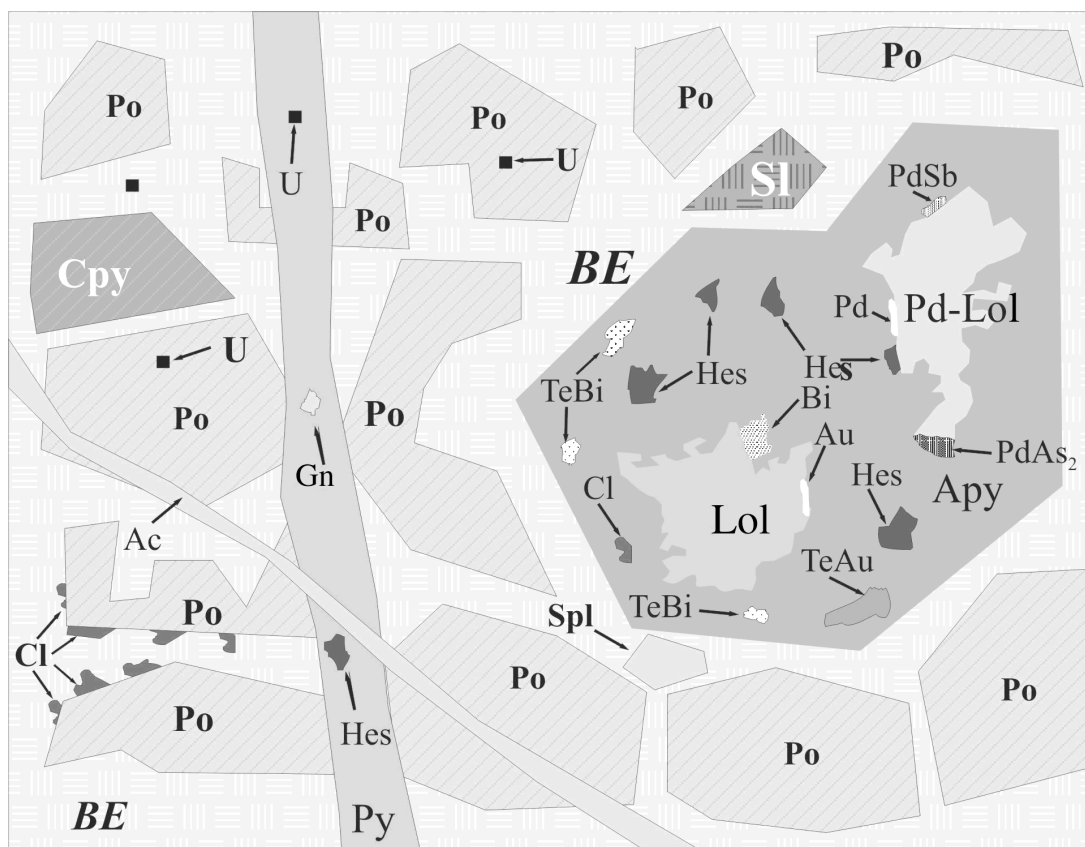 Po
Po
Po
Po
U
U
Po
Sl
PdSb
BE
Cpy
Pd
Pd-Lol
U
Hes
Hes
TeBi
Bi
Po
Po
Au
PdAs2
Gn
Hes
Apy
Cl
Lol
Ac
TeAu
Po
TeBi
Spl
Cl
Po
Po
Po
Po
Hes
BE
Py